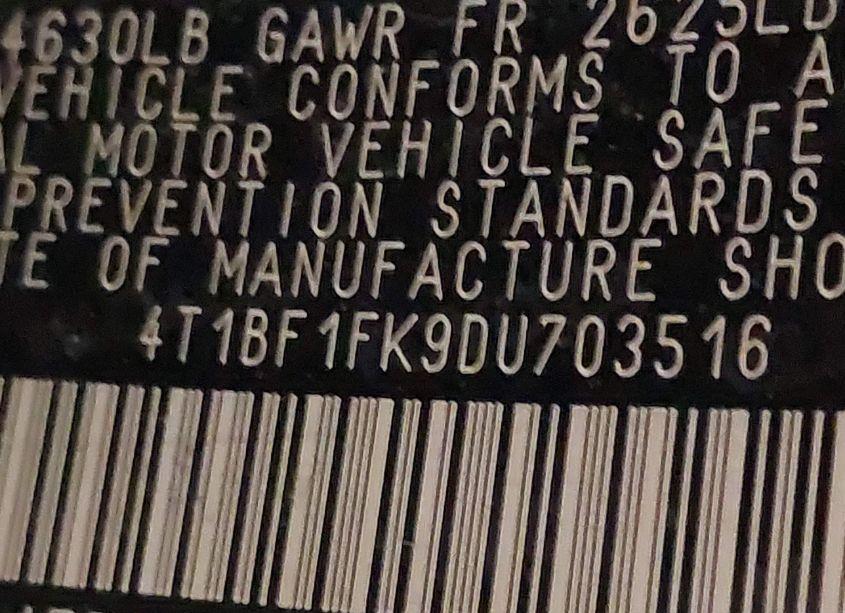 4630LB GAWR FR 2625LB
VEHICLE CONFORMS TO A
AL MOTOR VEHICLE SAFE
PREVENTION STANDARDS
TE OF MANUFACTURE SHO
4T1BF1FK9DU703516